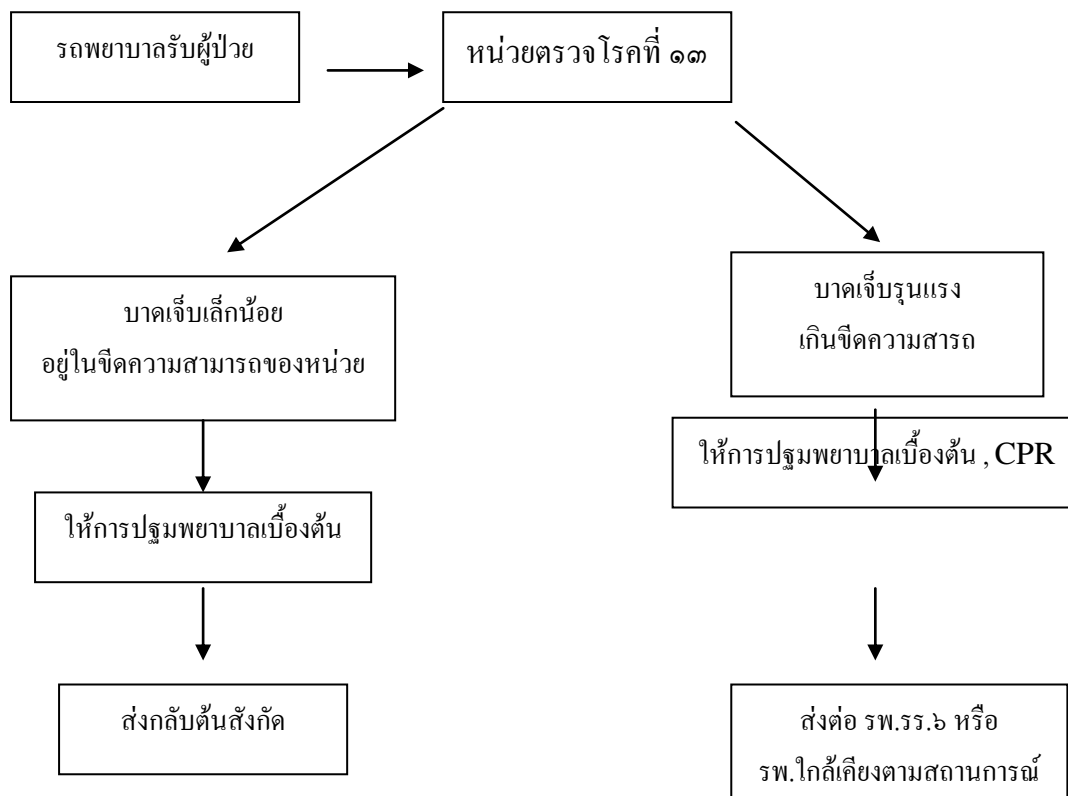 รถพยาบาลรับผู้ป่วย
หน่วยตรวจโรคที่ ๑๓
บาดเจ็บเล็กน้อย
อยู่ในขีดความสามารถของหน่วย
บาดเจ็บรุนแรง
เกินขีดความสารถ
ให้การปฐมพยาบาลเบื้องต้น , CPR
ให้การปฐมพยาบาลเบื้องต้น
ส่งกลับต้นสังกัด
ส่งต่อ รพ.รร.๖ หรือ
รพ.ใกล้เคียงตามสถานการณ์